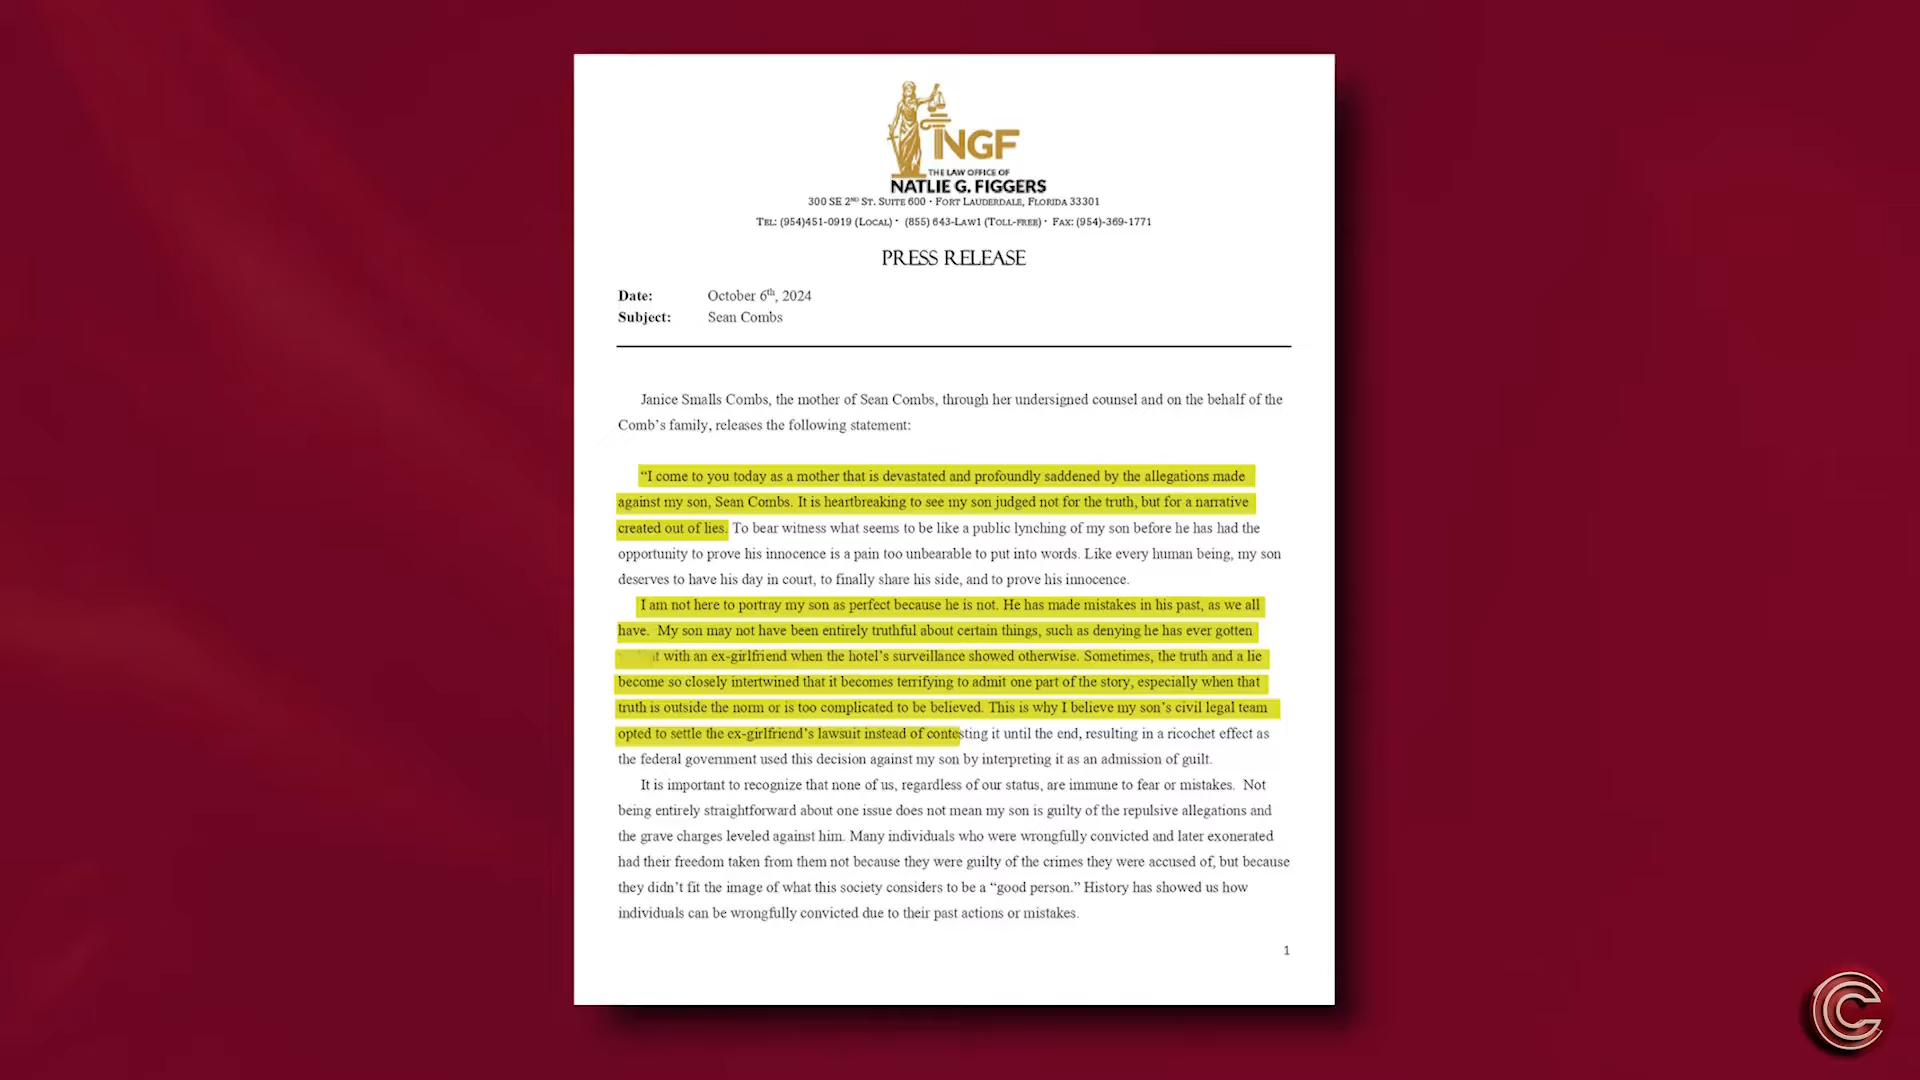 NGF
THE LAW OFFICE OF
NATLIE G. FIGGERS
300 SE 2ND ST. SUITE 600 · FORT LAUDERDALE, FLORIDA 33301
TEL: (954)451-0919 (LOCAL) · (855) 643-LAW1 (TOLL-FREE) · FAX: (954)-369-1771
PRESS RELEASE
Date: October 6th, 2024
Subject: Sean Combs
Janice Smalls Combs, the mother of Sean Combs, through her undersigned counsel and on the behalf of the
Comb’s family, releases the following statement:
“I come to you today as a mother that is devastated and profoundly saddened by the allegations made
against my son, Sean Combs. It is heartbreaking to see my son judged not for the truth, but for a narrative
created out of lies. To bear witness what seems to be like a public lynching of my son before he has had the
opportunity to prove his innocence is a pain too unbearable to put into words. Like every human being, my son
deserves to have his day in court, to finally share his side, and to prove his innocence.
I am not here to portray my son as perfect because he is not. He has made mistakes in his past, as we all
have. My son may not have been entirely truthful about certain things, such as denying he has ever gotten
with an ex-girlfriend when the hotel’s surveillance showed otherwise. Sometimes, the truth and a lie
become so closely intertwined that it becomes terrifying to admit one part of the story, especially when that
truth is outside the norm or is too complicated to be believed. This is why I believe my son’s civil legal team
opted to settle the ex-girlfriend’s lawsuit instead of contesting it until the end, resulting in a ricochet effect as
the federal government used this decision against my son by interpreting it as an admission of guilt.
It is important to recognize that none of us, regardless of our status, are immune to fear or mistakes. Not
being entirely straightforward about one issue does not mean my son is guilty of the repulsive allegations and
the grave charges leveled against him. Many individuals who were wrongfully convicted and later exonerated
had their freedom taken from them not because they were guilty of the crimes they were accused of, but because
they didn’t fit the image of what this society considers to be a “good person.” History has showed us how
individuals can be wrongfully convicted due to their past actions or mistakes.
1